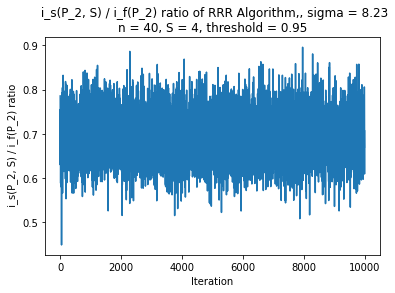 i_s(P_2, S) / i_f(P_2) ratio of RRR Algorithm,, sigma = 8.23
n = 40, S = 4, threshold = 0.95
0.9
0.8
0.7
0.6
0.5
i_s(P_2, S) / i_f(P_2) ratio
0 2000 4000 6000 8000 10000
Iteration